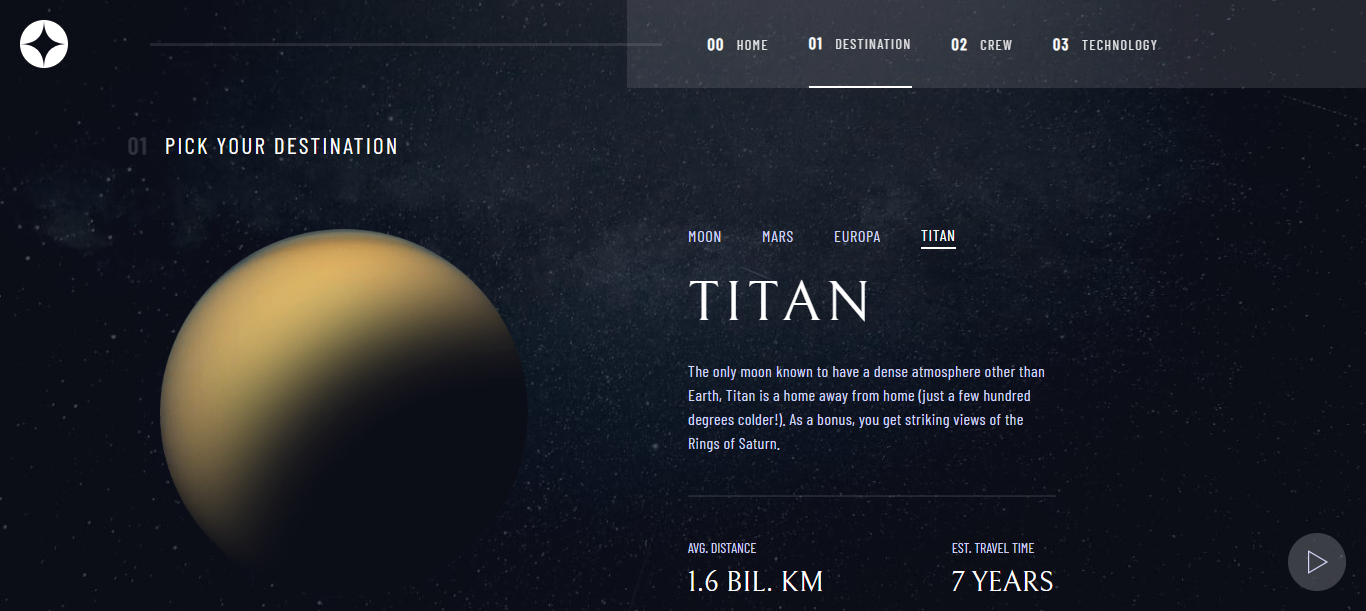 00 HOME 01 DESTINATION 02 CREW 03 TECHNOLOGY
01 PICK YOUR DESTINATION
MOON MARS EUROPA TITAN
TITAN
The only moon known to have a dense atmosphere other than
Earth, Titan is a home away from home (just a few hundred
degrees colder!). As a bonus, you get striking views of the
Rings of Saturn.
AVG. DISTANCE EST. TRAVEL TIME
1.6 BIL. KM 7 YEARS